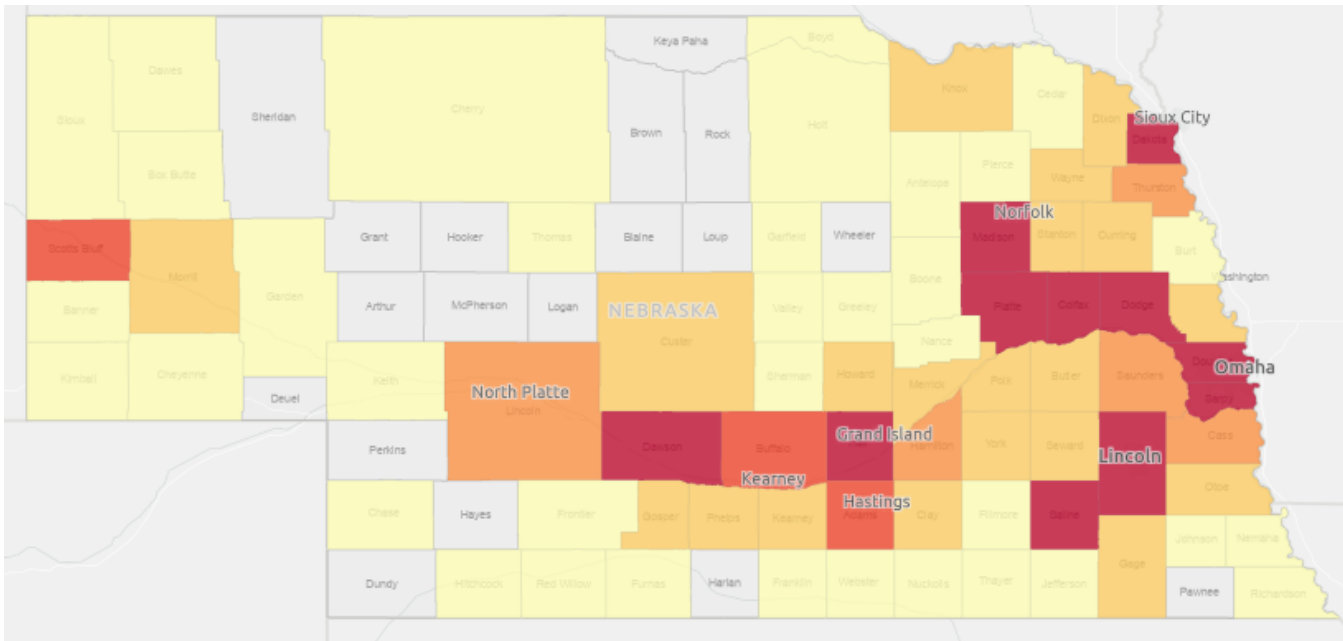 Keya Paha
Boyd
Dawes
Sioux
Sheridan
Cherry
Brown
Rock
Holt
Knox
Cedar
Dixon
Sioux City
Dakota
Box Butte
Antelope
Pierce
Wayne
Thurston
Scotts Bluff
Morrill
Garden
Grant
Hooker
Thomas
Blaine
Loup
Garfield
Wheeler
Boone
Norfolk
Madison
Stanton
Cuming
Burt
Washington
Banner
Arthur
McPherson
Logan
NEBRASKA
Custer
Valley
Greeley
Platte
Colfax
Dodge
Nance
Kimball
Cheyenne
Deuel
Keith
North Platte
Lincoln
Sherman
Howard
Merrick
Polk
Butler
Saunders
Omaha
Sarpy
Perkins
Dawson
Buffalo
Grand Island
Hamilton
York
Seward
Lincoln
Cass
Kearney
Hastings
Adams
Otoe
Chase
Hayes
Frontier
Gosper
Phelps
Kearney
Clay
Fillmore
Saline
Gage
Johnson
Nemaha
Dundy
Hitchcock
Red Willow
Furnas
Harlan
Franklin
Webster
Nuckolls
Thayer
Jefferson
Pawnee
Richardson